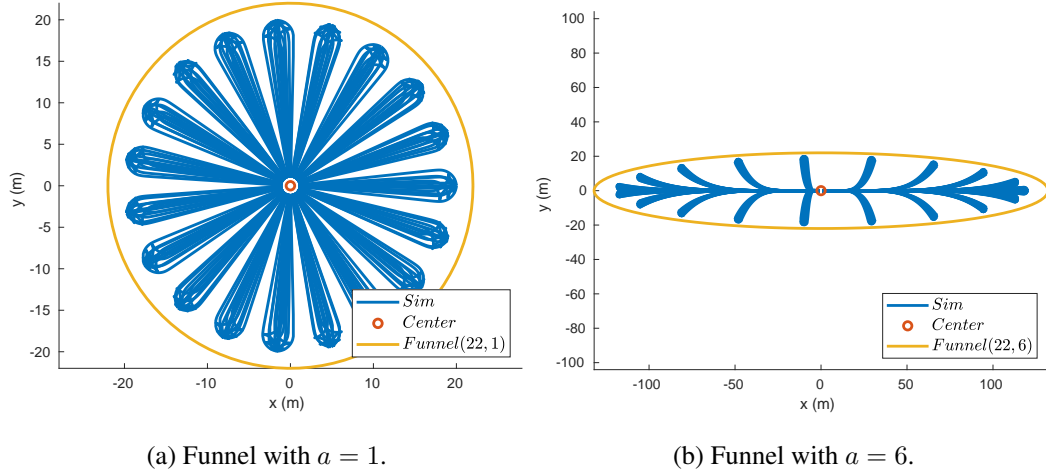 20
15
10
5
0
-5
-10
-15
-20
y (m)
-20 -10 0 10 20
x (m)
Sim
Center
Funnel(22, 1)
(a) Funnel with a = 1.
100
80
60
40
20
0
-20
-40
-60
-80
-100
y (m)
-100 -50 0 50 100
x (m)
Sim
Center
Funnel(22, 6)
(b) Funnel with a = 6.